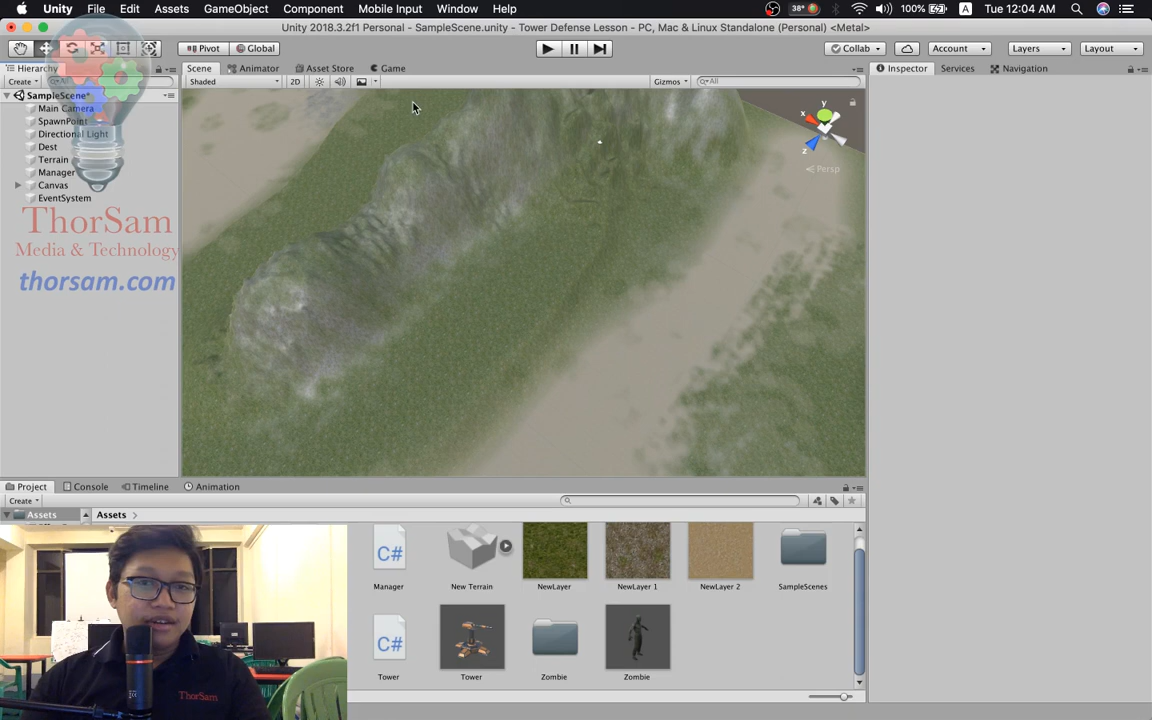 Unity File Edit Assets GameObject Component Mobile Input Window Help 38° 100% A Tue 12:04 AM
Unity 2018.3.2f1 Personal - SampleScene.unity - Tower Defense Lesson - PC, Mac & Linux Standalone (Personal) <Metal>
Pivot Global Collab Account Layers Layout
Hierarchy Scene Animator Asset Store Game Inspector Services Navigation
Create Shaded 2D Gizmos All
SampleScene*
Main Camera
SpawnPoint
Directional Light
Dest
Terrain
Manager
Canvas
EventSystem
y
x
z
Persp
ThorSam
Media & Technology
thorsam.com
Project Console Timeline Animation
Create
Assets Assets
C#
Manager New Terrain NewLayer NewLayer 1 NewLayer 2 SampleScenes
C#
Tower Tower Zombie Zombie
ThorSam